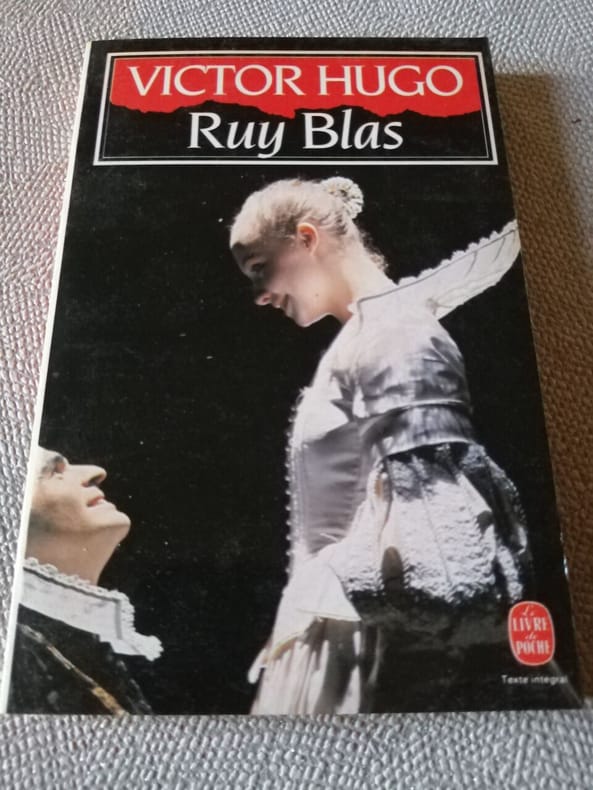 VICTOR HUGO
Ruy Blas
Le
LIVRE
de
POCHE
Texte intégral